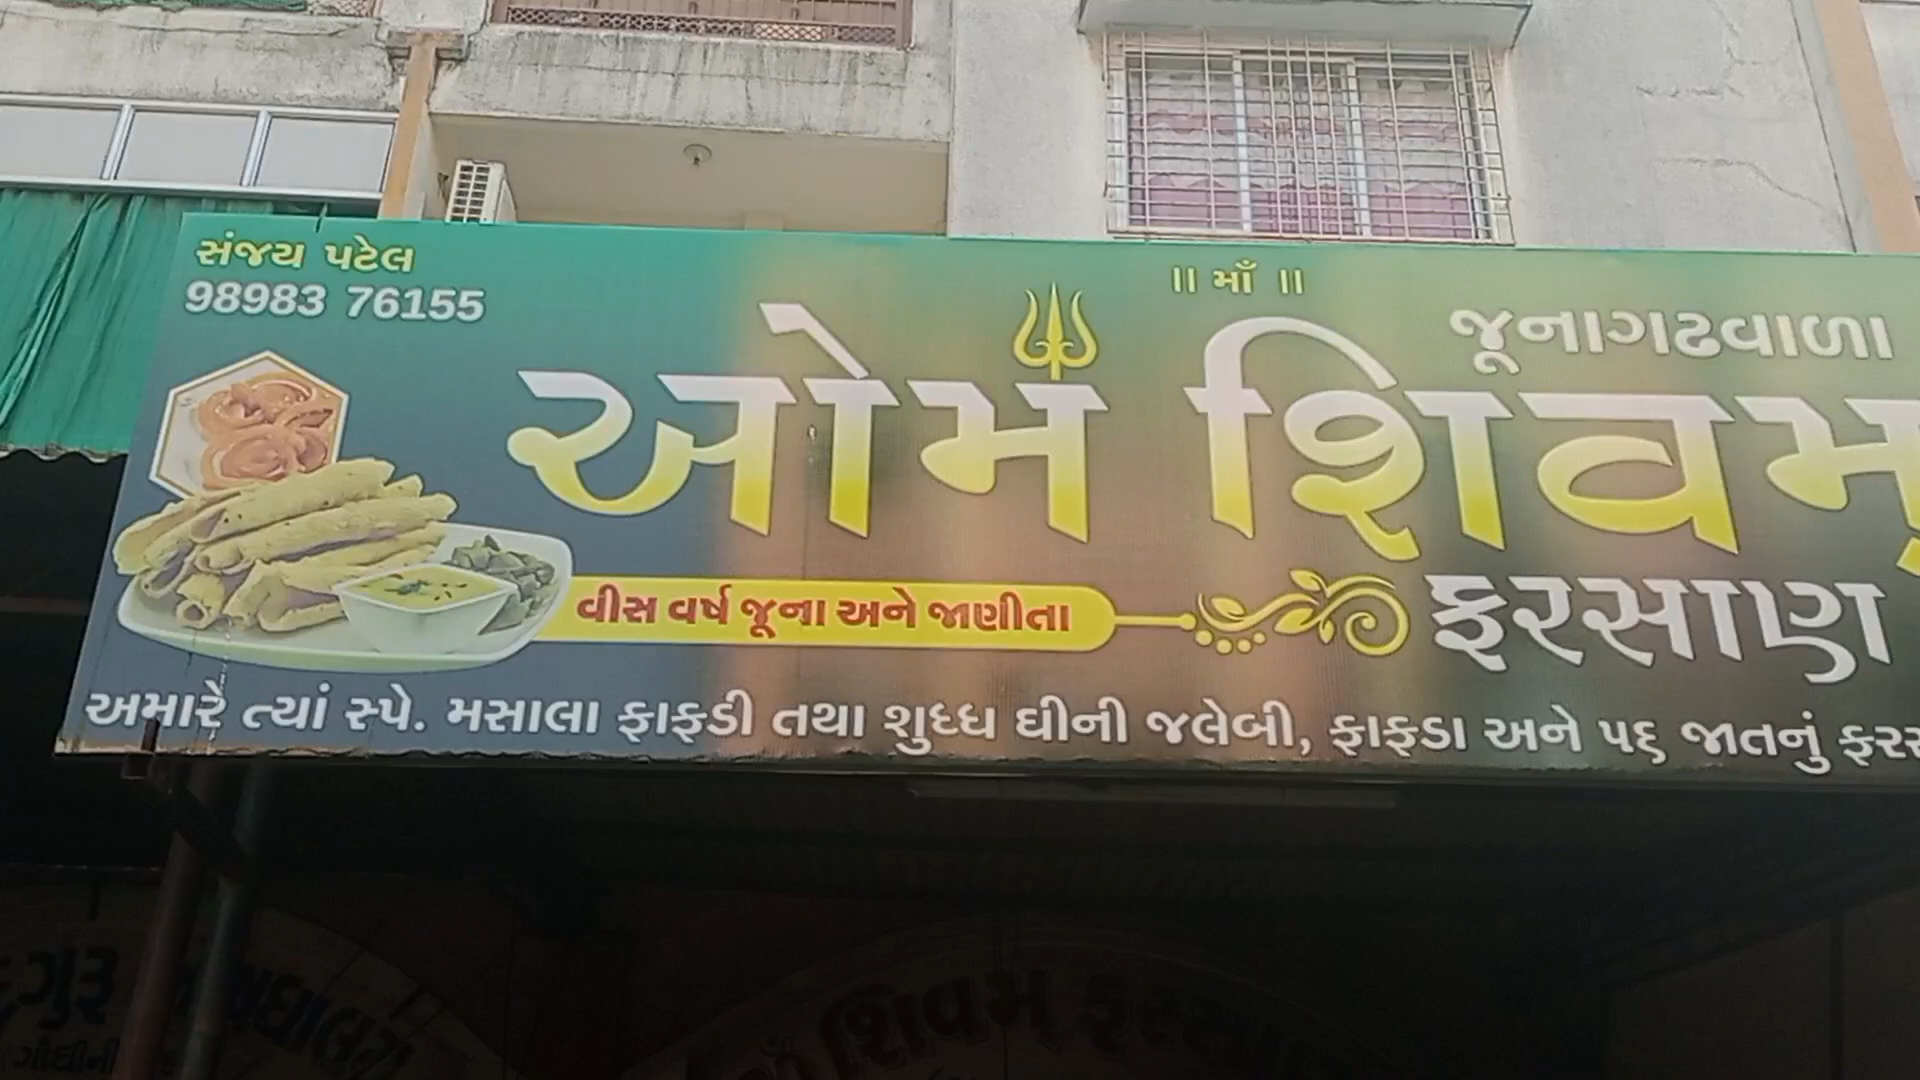 સંજય પટેલ
98983 76155
॥ માઁ ॥
જૂનાગઢવાળા
ઓમ શિવમ્
ફરસાણ
વીસ વર્ષ જૂના અને જાણીતા
અમારે ત્યાં સ્પે. મસાલા ફાફડી તથા શુધ્ધ ઘીની જલેબી, ફાફડા અને ૫૬ જાતનું
શિવમ્ ફરસા